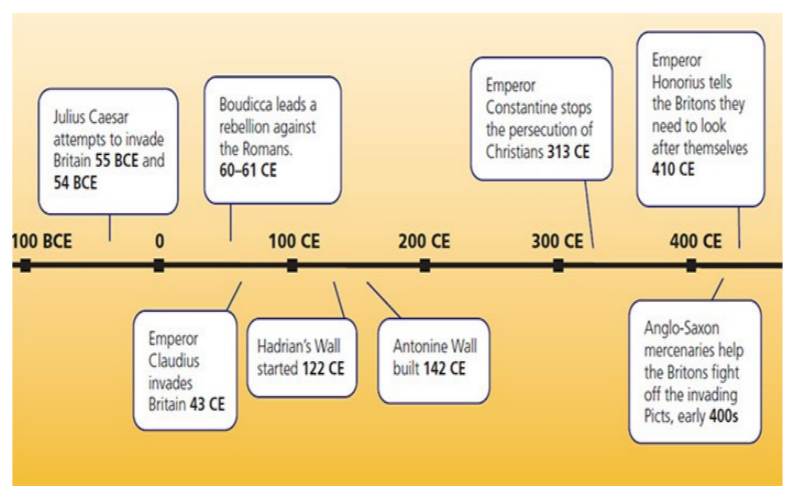 Julius Caesar
attempts to invade
Britain 55 BCE and
54 BCE
Boudicca leads a
rebellion against
the Romans.
60–61 CE
Emperor
Constantine stops
the persecution of
Christians 313 CE
Emperor
Honorius tells
the Britons they
need to look
after themselves
410 CE
100 BCE 0 100 CE 200 CE 300 CE 400 CE
Emperor
Claudius
invades
Britain 43 CE
Hadrian's Wall
started 122 CE
Antonine Wall
built 142 CE
Anglo-Saxon
mercenaries help
the Britons fight
off the invading
Picts, early 400s